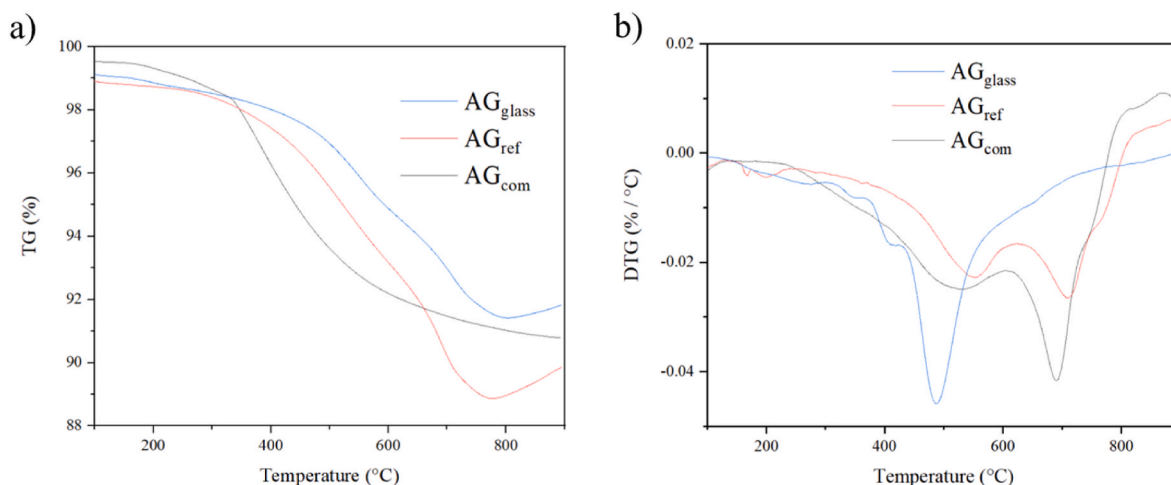 a)
100
98
96
94
92
90
88
TG (%)
200
400
600
800
Temperature (°C)
AGglass
AGref
AGcom
b)
0.02
0.00
-0.02
-0.04
DTG (% / °C)
200
400
600
800
Temperature (°C)
AGglass
AGref
AGcom